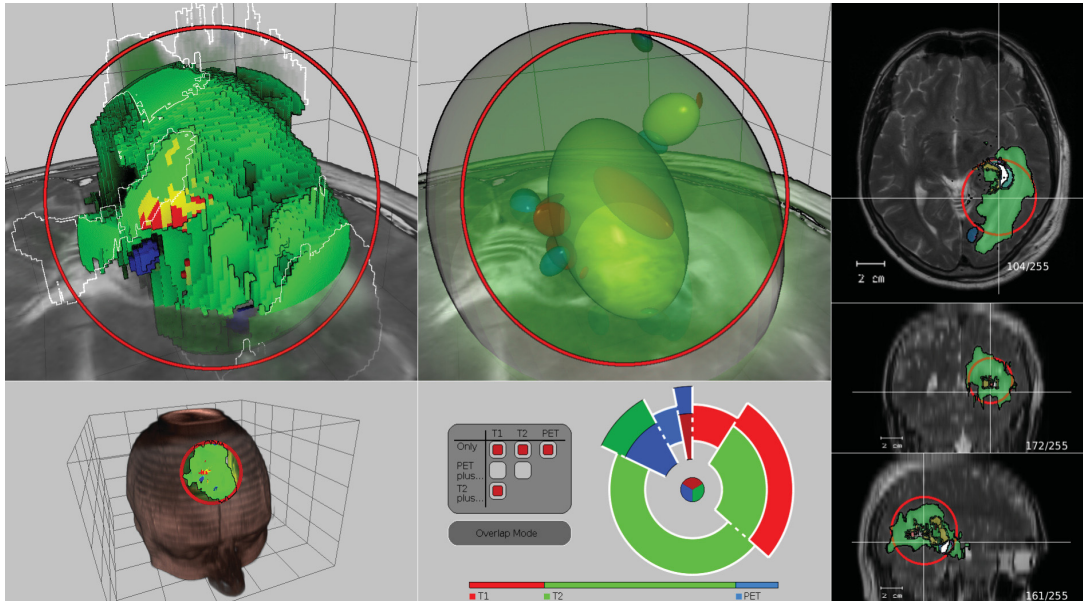 104/255
2 cm
172/255
2 cm
T1 T2 PET
Only
PET
plus...
T2
plus...
Overlap Mode:
T1 T2 PET
161/255
2 cm